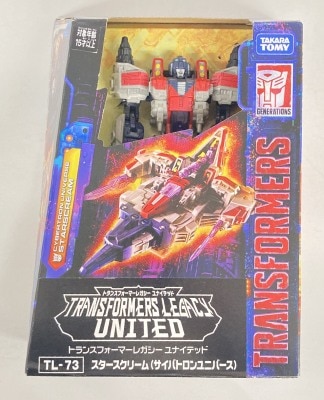 対象年齢
15才以上
TAKARA
TOMY
GENERATIONS
TRANSFORMERS
CYBERTRON UNIVERSE
STARSCREAM
トランスフォーマーレガシー ユナイテッド
TRANSFORMERS LEGACY
UNITED
トランスフォーマーレガシー ユナイテッド
TL-73
スタースクリーム(サイバトロンユニバース)